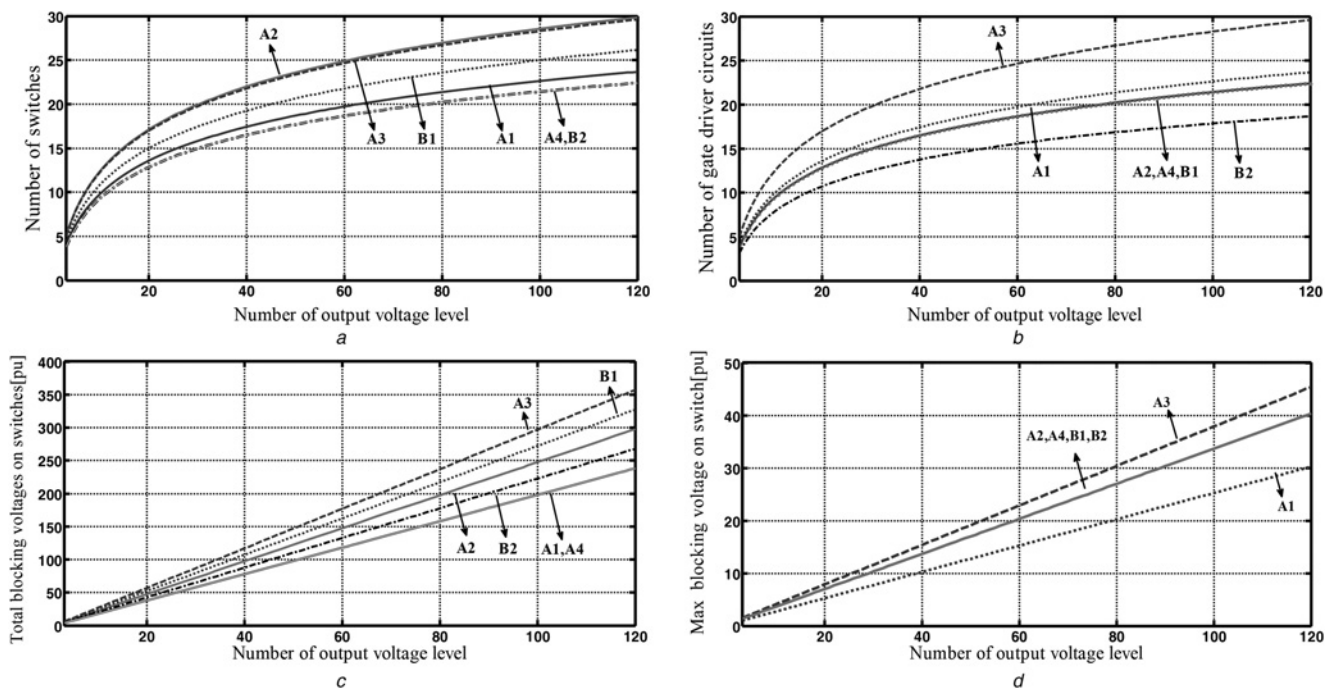 Number of switches
30
25
20
15
10
5
0
A2
A3
B1
A1
A4,B2
20
40
60
80
100
120
Number of output voltage level
a
Number of gate driver circuits
30
25
20
15
10
5
0
A3
A1
A2,A4,B1
B2
20
40
60
80
100
120
Number of output voltage level
b
Total blocking voltages on switches[pu]
400
350
300
250
200
150
100
50
0
B1
A3
A2
B2
A1,A4
20
40
60
80
100
120
Number of output voltage level
c
Max blocking voltage on switch[pu]
50
40
30
20
10
0
A3
A2,A4,B1,B2
A1
20
40
60
80
100
120
Number of output voltage level
d